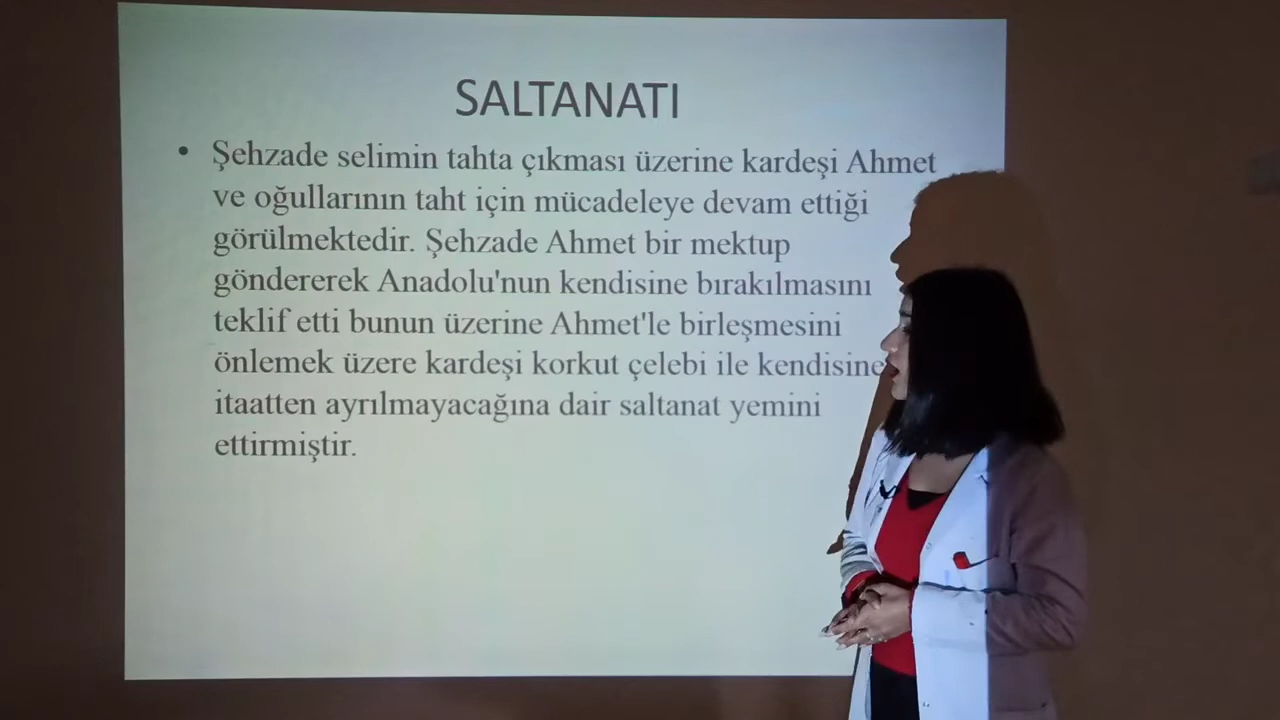 SALTANATI
• Şehzade selimin tahta çıkması üzerine kardeşi Ahmet
ve oğullarının taht için mücadeleye devam ettiği
görülmektedir. Şehzade Ahmet bir mektup
göndererek Anadolu'nun kendisine bırakılmasını
teklif etti bunun üzerine Ahmet'le birleşmesini
önlemek üzere kardeşi korkut çelebi ile kendisine
itaatten ayrılmayacağına dair saltanat yemini
ettirmiştir.